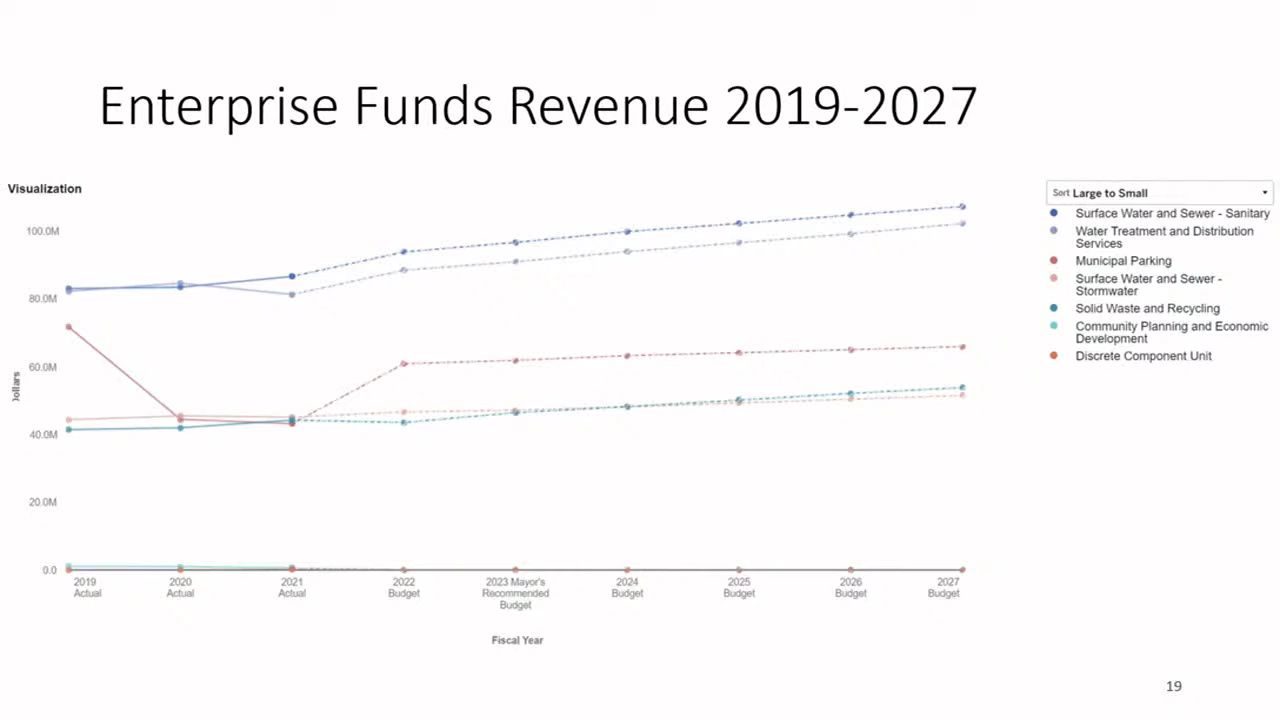 Enterprise Funds Revenue 2019-2027
Visualization
Sort Large to Small
Surface Water and Sewer - Sanitary
Water Treatment and Distribution
Services
Municipal Parking
Surface Water and Sewer -
Stormwater
Solid Waste and Recycling
Community Planning and Economic
Development
Discrete Component Unit
100.0M
80.0M
60.0M
40.0M
20.0M
0.0
Dollars
2019
Actual
2020
Actual
2021
Actual
2022
Budget
2023 Mayor's
Recommended
Budget
2024
Budget
2025
Budget
2026
Budget
2027
Budget
Fiscal Year
19